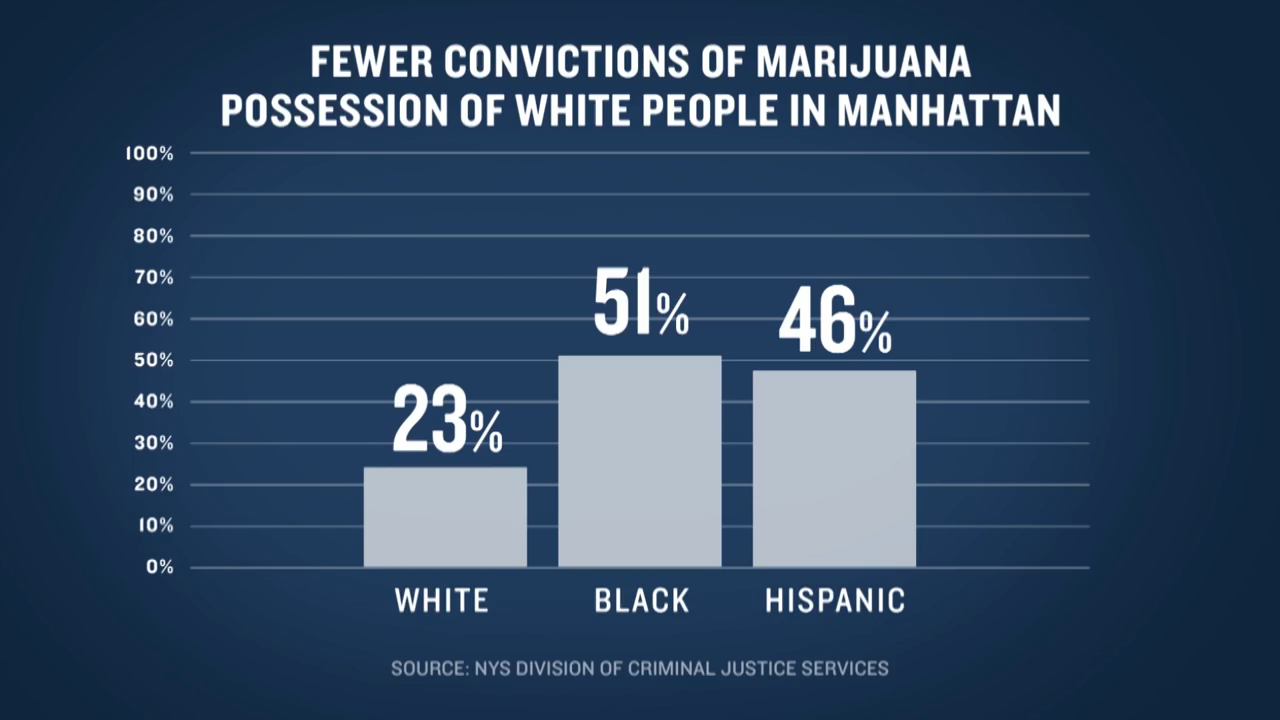 FEWER CONVICTIONS OF MARIJUANA
POSSESSION OF WHITE PEOPLE IN MANHATTAN
100%
90%
80%
70%
60%
50%
40%
30%
20%
10%
0%
23%
51%
46%
WHITE
BLACK
HISPANIC
SOURCE: NYS DIVISION OF CRIMINAL JUSTICE SERVICES